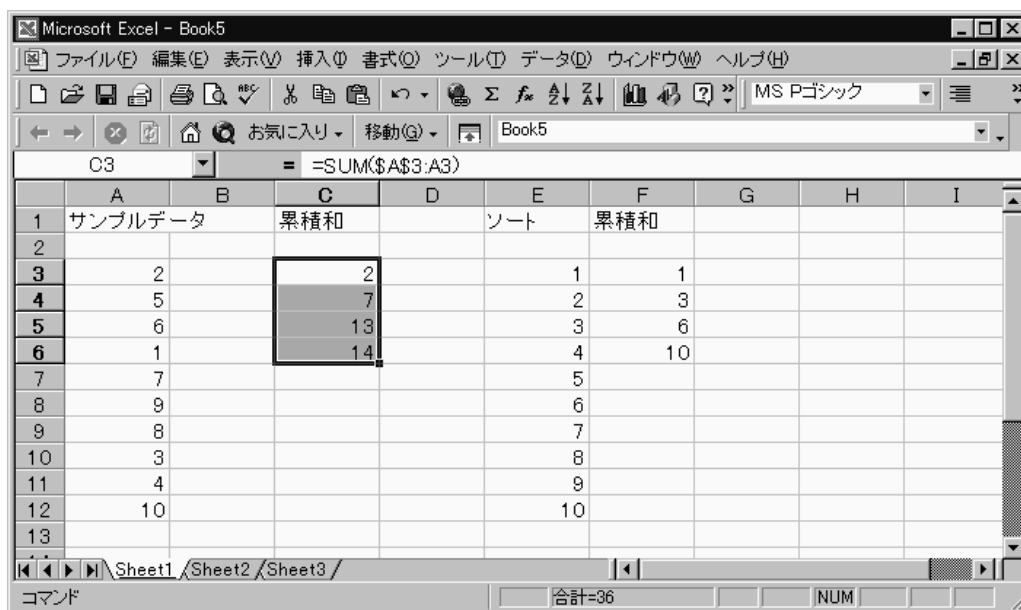 Microsoft Excel - Book5
ファイル(F) 編集(E) 表示(V) 挿入(I) 書式(O) ツール(T) データ(D) ウィンドウ(W) ヘルプ(H)
MS Pゴシック
お気に入り 移動(G) Book5
C3 = =SUM($A$3:A3)
A B C D E F G H I
1 サンプルデータ 累積和 ソート 累積和
2
3 2 2 1 1
4 5 7 2 3
5 6 13 3 6
6 1 14 4 10
7 7 5
8 9 6
9 8 7
10 3 8
11 4 9
12 10 10
13
Sheet1 Sheet2 Sheet3
コマンド 合計=36 NUM